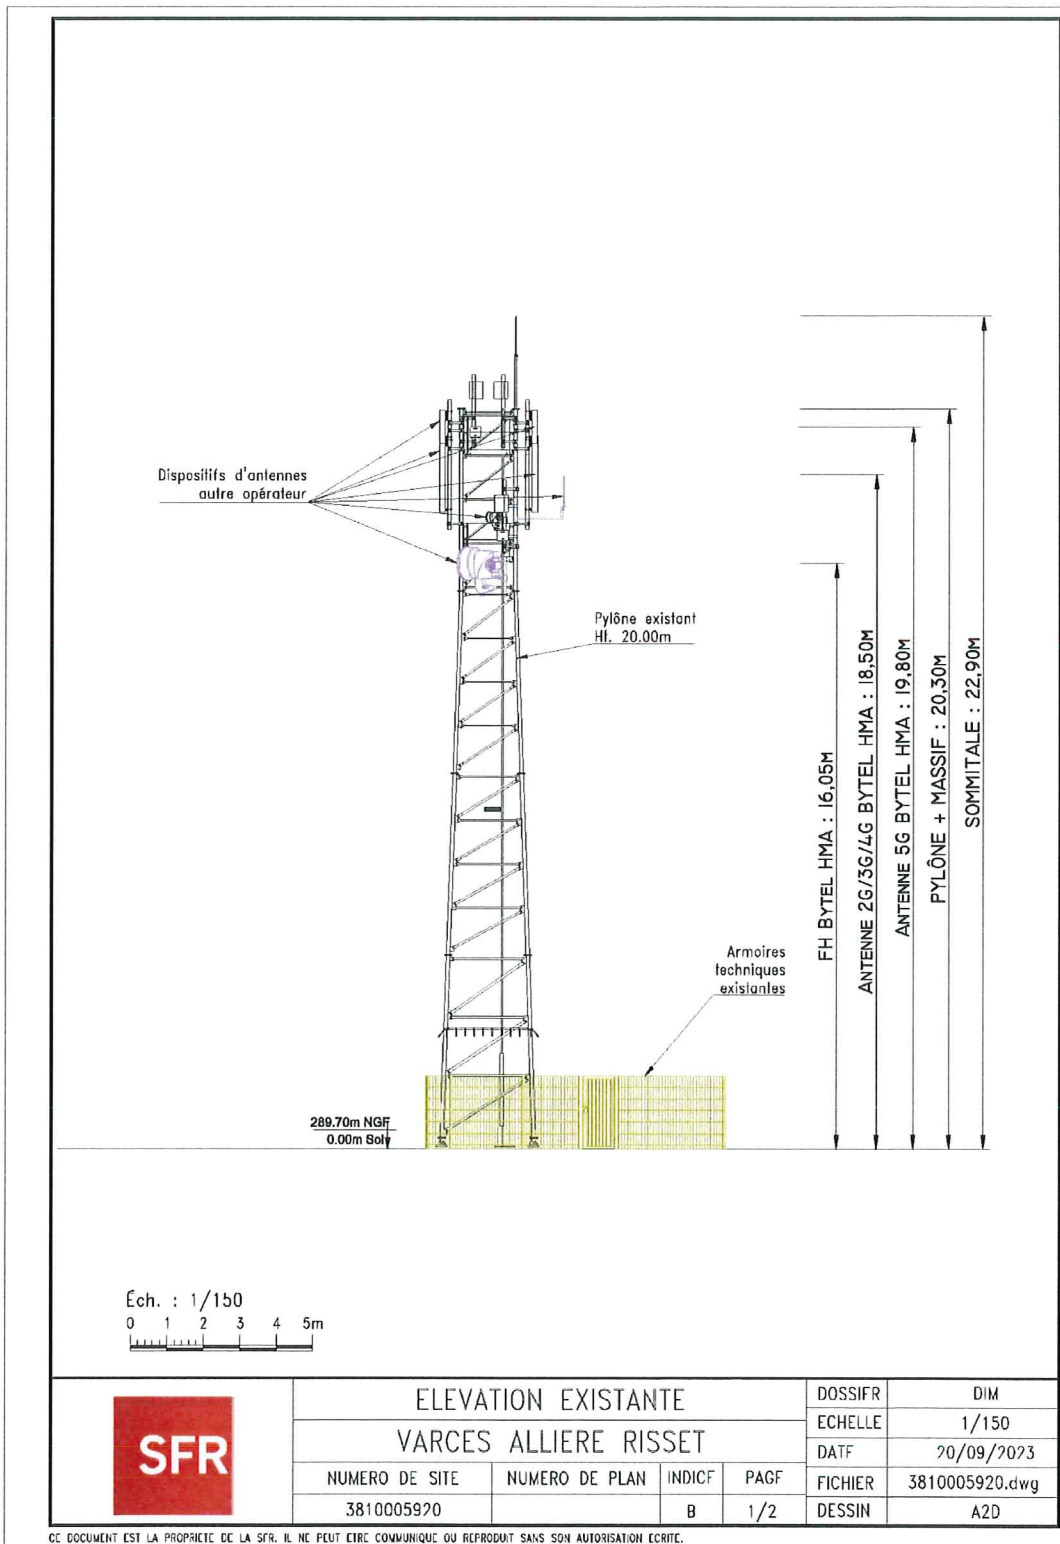 Dispositifs d'antennes
autre opérateur
Pylône existant
Ht. 20.00m
FH BYTEL HMA : 16,05M
ANTENNE 2G/3G/4G BYTEL HMA : 18,50M
ANTENNE 5G BYTEL HMA : 19,80M
PYLÔNE + MASSIF : 20,30M
SOMMITALE : 22,90M
Armoires
techniques
existantes
289.70m NGF
0.00m Sol
Éch. : 1/150
0 1 2 3 4 5m
SFR
ELEVATION EXISTANTE
VARCES ALLIERE RISSET
NUMERO DE SITE NUMERO DE PLAN INDICE PAGE
3810005920 B 1/2
DOSSIER DIM
ECHELLE 1/150
DATE 20/09/2023
FICHIER 3810005920.dwg
DESSIN A2D
CE DOCUMENT EST LA PROPRIETE DE LA SFR. IL NE PEUT ETRE COMMUNIQUE OU REPRODUIT SANS SON AUTORISATION ECRITE.